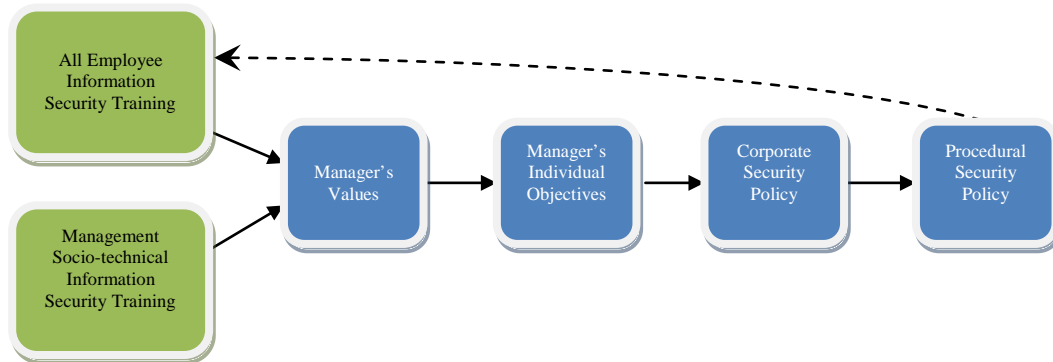 All Employee
Information
Security Training
Management
Socio-technical
Information
Security Training
Manager’s
Values
Manager’s
Individual
Objectives
Corporate
Security
Policy
Procedural
Security
Policy